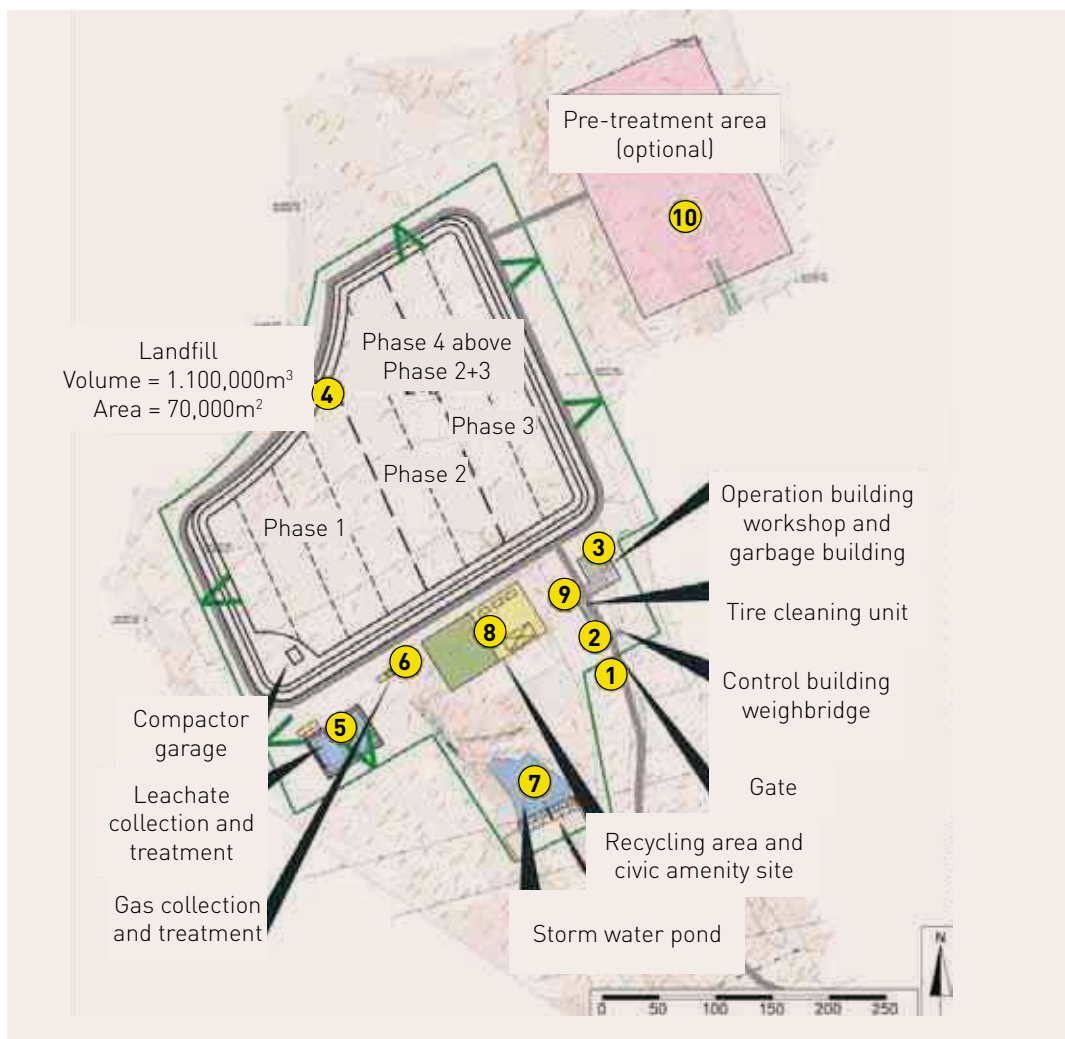 Pre-treatment area
(optional)
10
Landfill
Volume = 1.100,000m³
Area = 70,000m²
4
Phase 4 above
Phase 2+3
Phase 3
Phase 2
Phase 1
Operation building
workshop and
garbage building
3
9
Tire cleaning unit
2
8
6
1
Control building
weighbridge
Compactor
garage
5
7
Gate
Leachate
collection and
treatment
Recycling area and
civic amenity site
Gas collection
and treatment
Storm water pond
N
0 50 100 150 200 250